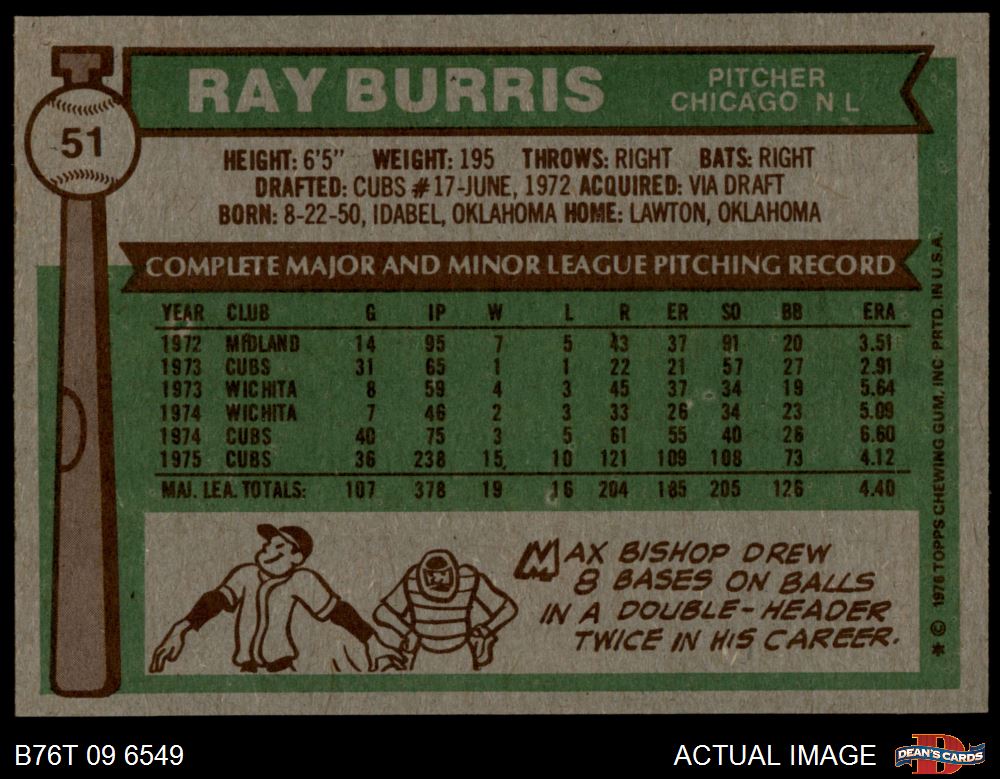 51
RAY BURRIS
PITCHER
CHICAGO N L
HEIGHT: 6'5" WEIGHT: 195 THROWS: RIGHT BATS: RIGHT
DRAFTED: CUBS #17-JUNE, 1972 ACQUIRED: VIA DRAFT
BORN: 8-22-50, IDABEL, OKLAHOMA HOME: LAWTON, OKLAHOMA
COMPLETE MAJOR AND MINOR LEAGUE PITCHING RECORD
YEAR CLUB G IP W L R ER SO BB ERA
1972 MIDLAND 14 95 7 5 43 37 91 20 3.51
1973 CUBS 31 65 1 1 22 21 57 27 2.91
1973 WICHITA 8 59 4 3 45 37 34 19 5.64
1974 WICHITA 7 46 2 3 33 26 34 23 5.09
1974 CUBS 40 75 3 5 61 55 40 26 6.60
1975 CUBS 36 238 15 10 121 109 108 73 4.12
MAJ. LEA. TOTALS: 107 378 19 16 204 185 205 126 4.40
MAX BISHOP DREW
8 BASES ON BALLS
IN A DOUBLE-HEADER
TWICE IN HIS CAREER.
* © 1976 TOPPS CHEWING GUM, INC PRTD. IN U.S.A.
B76T 09 6549
ACTUAL IMAGE
DEAN'S CARDS